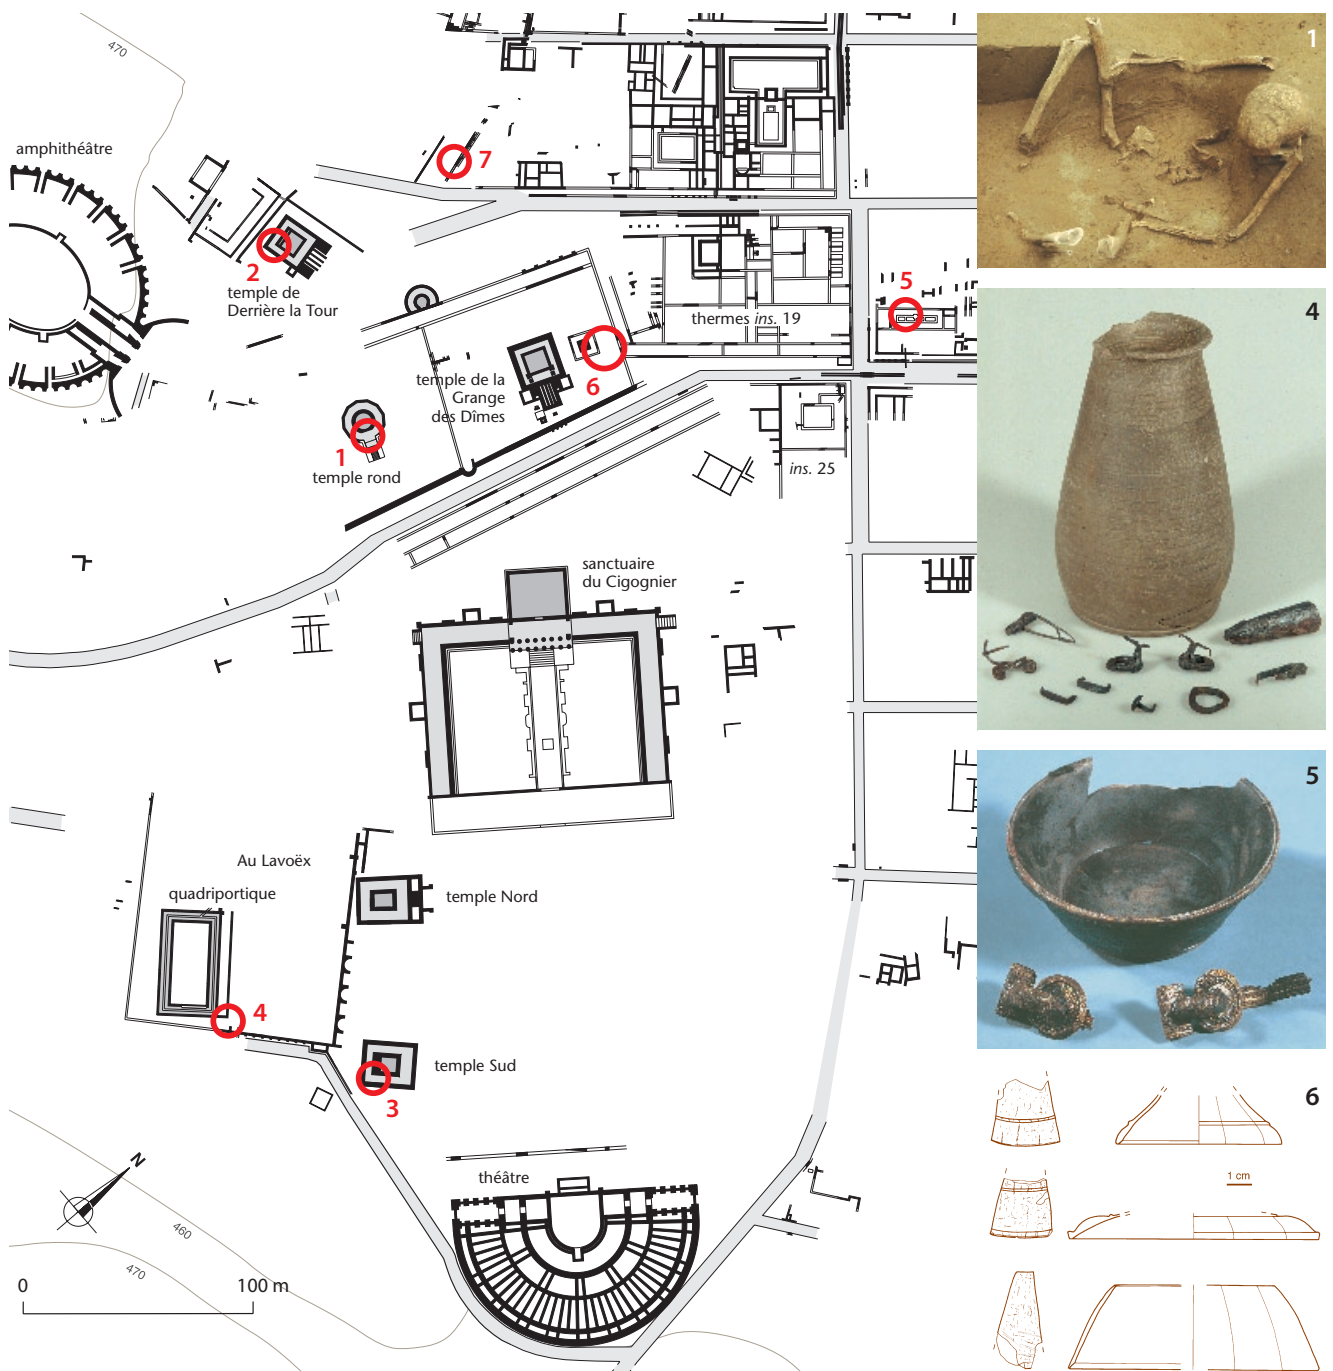 470
amphithéâtre
7
2
temple de
Derrière la Tour
5
thermes ins. 19
temple de la
Grange
des Dîmes
6
1
temple rond
ins. 25
sanctuaire
du Cigognier
Au Lavoëx
quadriportique
temple Nord
4
temple Sud
3
théâtre
N
460
470
0
100 m
1
4
5
6
1 cm